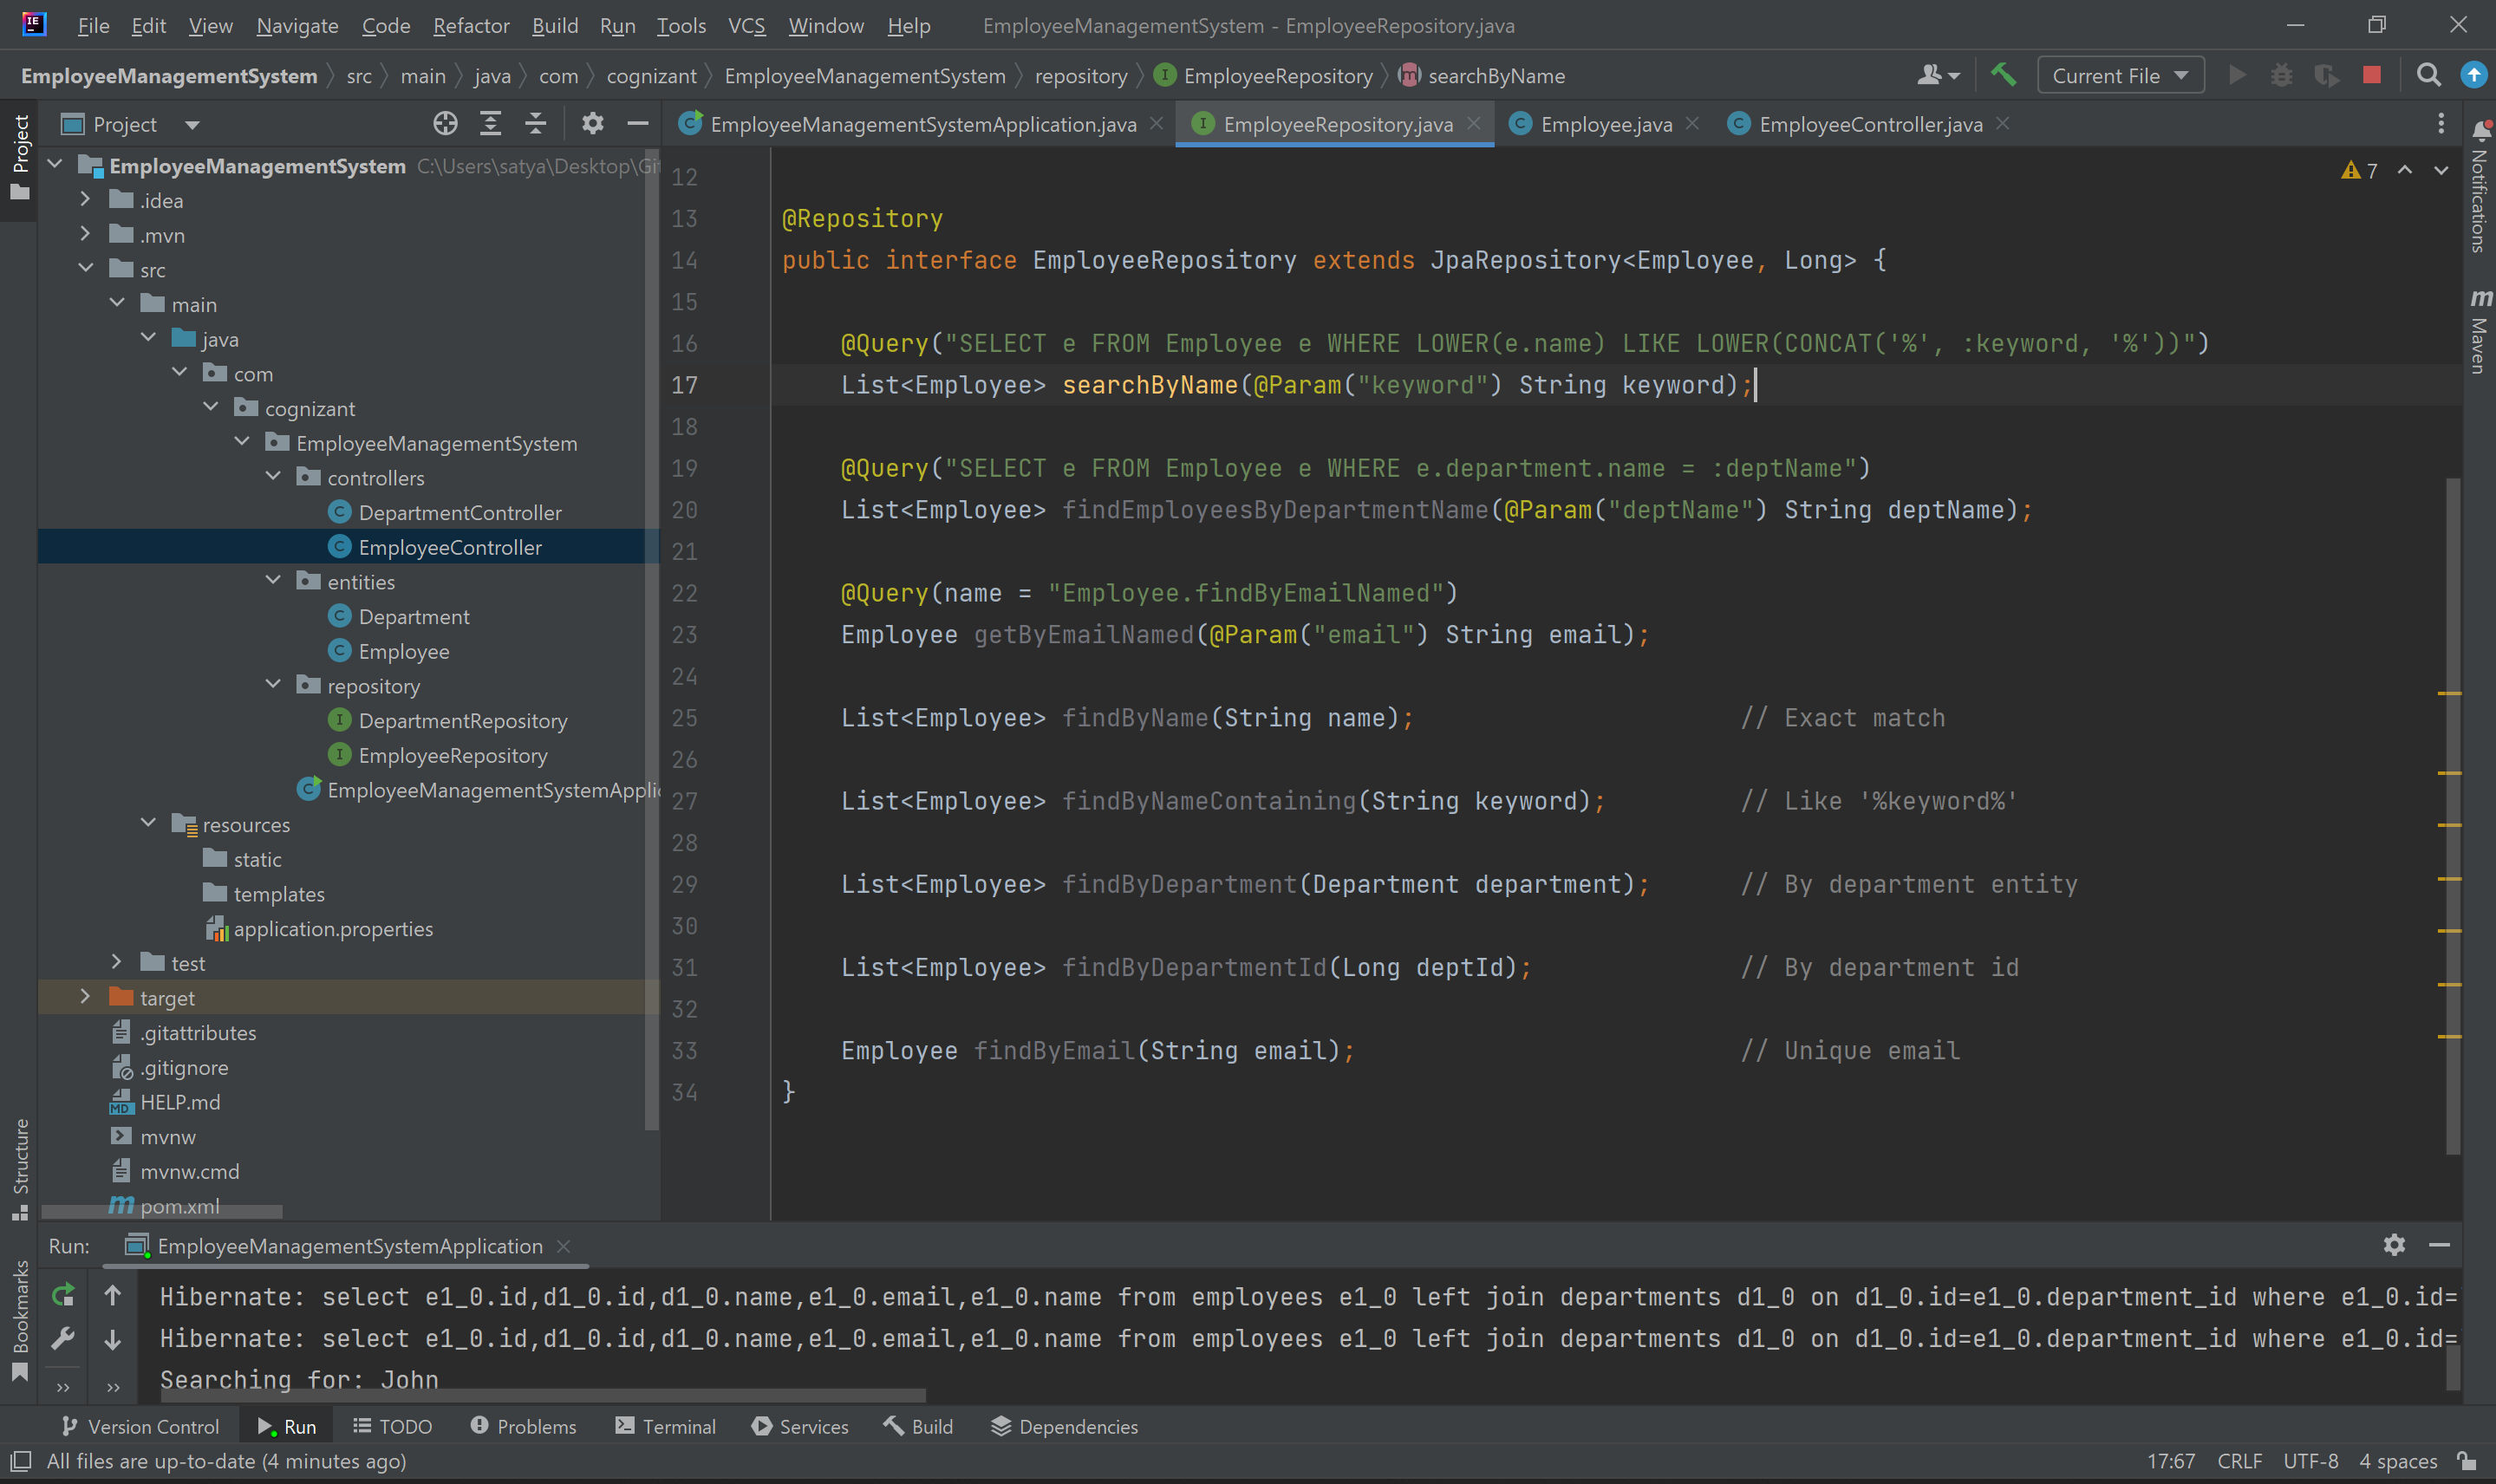 File Edit View Navigate Code Refactor Build Run Tools VCS Window Help EmployeeManagementSystem - EmployeeRepository.java
EmployeeManagementSystem src main java com cognizant EmployeeManagementSystem repository EmployeeRepository searchByName Current File
Project
EmployeeManagementSystemApplication.java EmployeeRepository.java Employee.java EmployeeController.java
Project
EmployeeManagementSystem C:\Users\satya\Desktop\Git
.idea
.mvn
src
main
java
com
cognizant
EmployeeManagementSystem
controllers
DepartmentController
EmployeeController
entities
Department
Employee
repository
DepartmentRepository
EmployeeRepository
EmployeeManagementSystemApplic
resources
static
templates
application.properties
test
target
.gitattributes
.gitignore
HELP.md
mvnw
mvnw.cmd
pom.xml
7
12
13 @Repository
14 public interface EmployeeRepository extends JpaRepository<Employee, Long> {
15
16 @Query("SELECT e FROM Employee e WHERE LOWER(e.name) LIKE LOWER(CONCAT('%', :keyword, '%'))")
17 List<Employee> searchByName(@Param("keyword") String keyword);
18
19 @Query("SELECT e FROM Employee e WHERE e.department.name = :deptName")
20 List<Employee> findEmployeesByDepartmentName(@Param("deptName") String deptName);
21
22 @Query(name = "Employee.findByEmailNamed")
23 Employee getByEmailNamed(@Param("email") String email);
24
25 List<Employee> findByName(String name); // Exact match
26
27 List<Employee> findByNameContaining(String keyword); // Like '%keyword%'
28
29 List<Employee> findByDepartment(Department department); // By department entity
30
31 List<Employee> findByDepartmentId(Long deptId); // By department id
32
33 Employee findByEmail(String email); // Unique email
34 }
Notifications
Maven
Structure
Bookmarks
Run: EmployeeManagementSystemApplication
Hibernate: select e1_0.id,d1_0.id,d1_0.name,e1_0.email,e1_0.name from employees e1_0 left join departments d1_0 on d1_0.id=e1_0.department_id where e1_0.id=
Hibernate: select e1_0.id,d1_0.id,d1_0.name,e1_0.email,e1_0.name from employees e1_0 left join departments d1_0 on d1_0.id=e1_0.department_id where e1_0.id=
Searching for: John
Version Control Run TODO Problems Terminal Services Build Dependencies
All files are up-to-date (4 minutes ago) 17:67 CRLF UTF-8 4 spaces